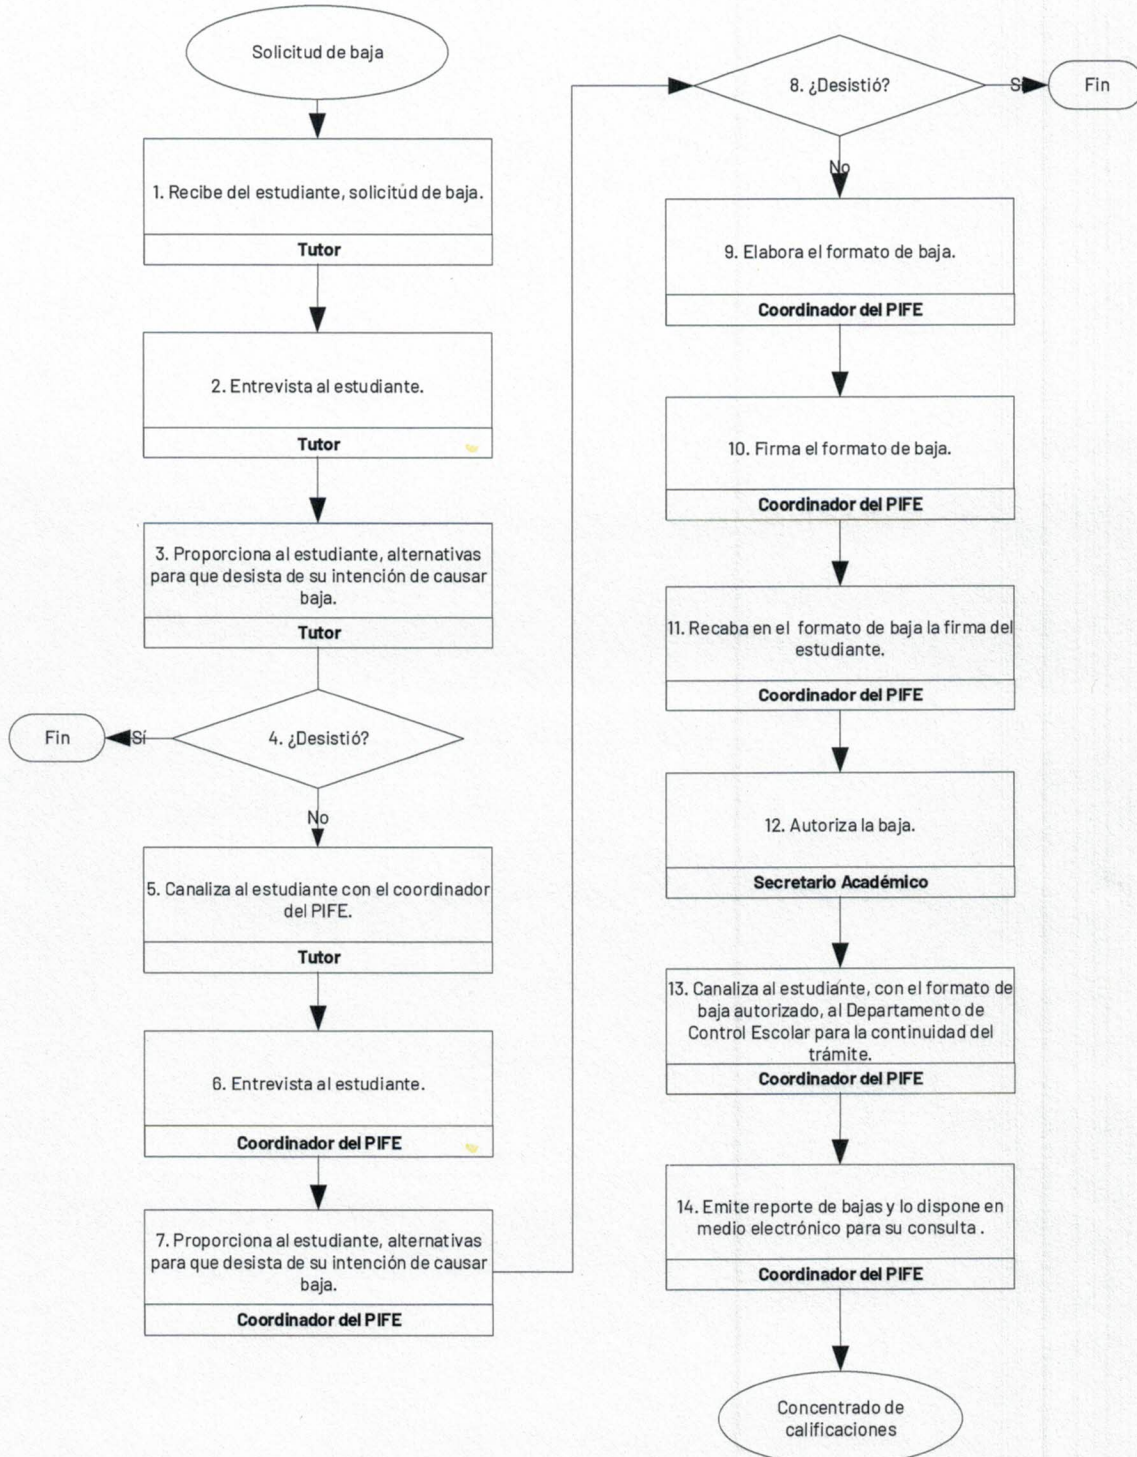 Solicitud de baja
1. Recibe del estudiante, solicitud de baja.
Tutor
2. Entrevista al estudiante.
Tutor
3. Proporciona al estudiante, alternativas
para que desista de su intención de causar
baja.
Tutor
4. ¿Desistió?
Sí
Fin
No
5. Canaliza al estudiante con el coordinador
del PIFE.
Tutor
6. Entrevista al estudiante.
Coordinador del PIFE
7. Proporciona al estudiante, alternativas
para que desista de su intención de causar
baja.
Coordinador del PIFE
8. ¿Desistió?
Sí
Fin
No
9. Elabora el formato de baja.
Coordinador del PIFE
10. Firma el formato de baja.
Coordinador del PIFE
11. Recaba en el formato de baja la firma del
estudiante.
Coordinador del PIFE
12. Autoriza la baja.
Secretario Académico
13. Canaliza al estudiante, con el formato de
baja autorizado, al Departamento de
Control Escolar para la continuidad del
trámite.
Coordinador del PIFE
14. Emite reporte de bajas y lo dispone en
medio electrónico para su consulta .
Coordinador del PIFE
Concentrado de
calificaciones